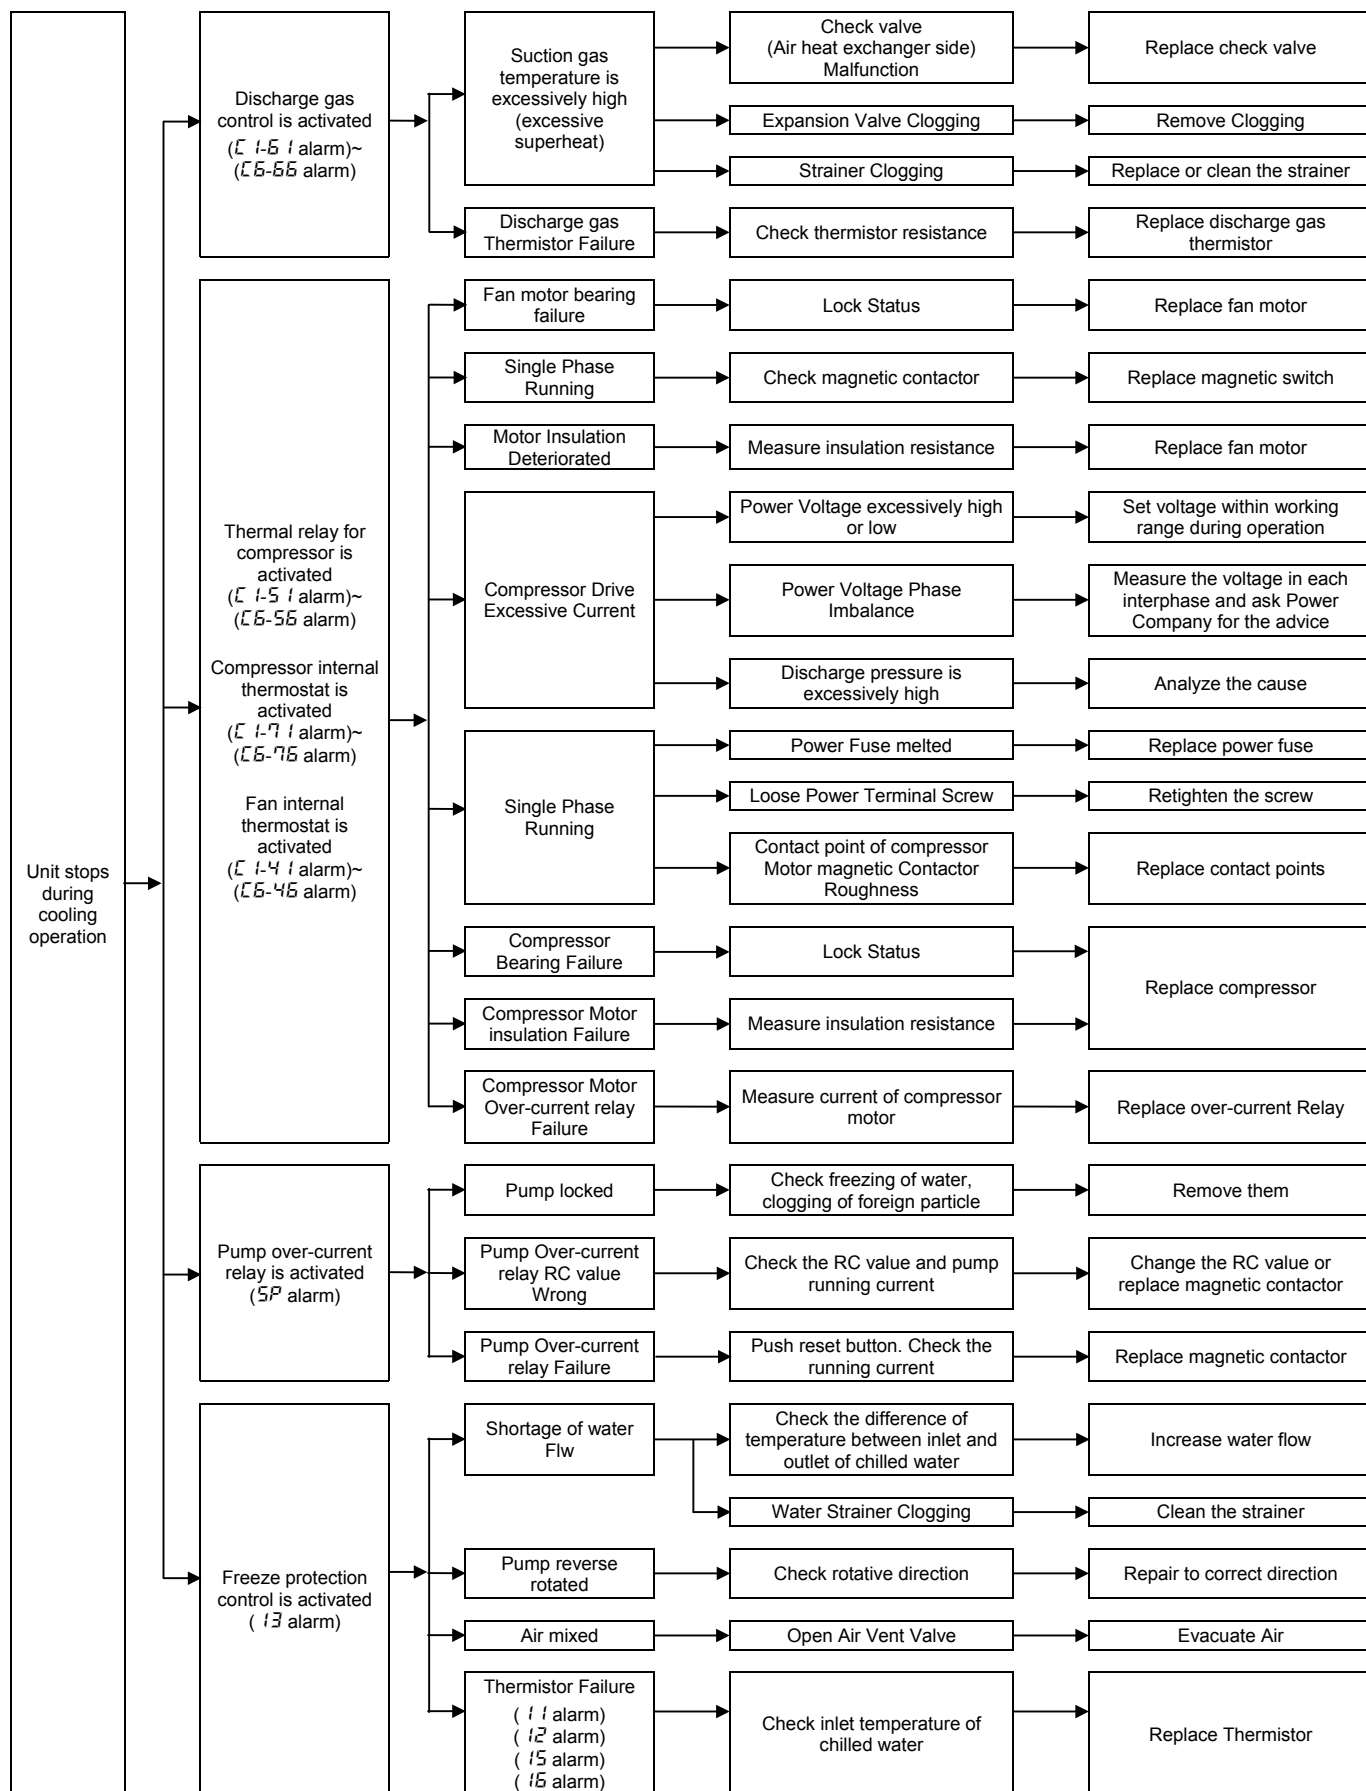 Unit stops
during
cooling
operation
Discharge gas
control is activated
(C1-61 alarm)~
(C6-66 alarm)
Suction gas
temperature is
excessively high
(excessive
superheat)
Check valve
(Air heat exchanger side)
Malfunction
Replace check valve
Expansion Valve Clogging
Remove Clogging
Strainer Clogging
Replace or clean the strainer
Discharge gas
Thermistor Failure
Check thermistor resistance
Replace discharge gas
thermistor
Thermal relay for
compressor is
activated
(C1-51 alarm)~
(C6-56 alarm)
Compressor internal
thermostat is
activated
(C1-71 alarm)~
(C6-76 alarm)
Fan internal
thermostat is
activated
(C1-41 alarm)~
(C6-46 alarm)
Fan motor bearing
failure
Lock Status
Replace fan motor
Single Phase
Running
Check magnetic contactor
Replace magnetic switch
Motor Insulation
Deteriorated
Measure insulation resistance
Replace fan motor
Compressor Drive
Excessive Current
Power Voltage excessively high
or low
Set voltage within working
range during operation
Power Voltage Phase
Imbalance
Measure the voltage in each
interphase and ask Power
Company for the advice
Discharge pressure is
excessively high
Analyze the cause
Single Phase
Running
Power Fuse melted
Replace power fuse
Loose Power Terminal Screw
Retighten the screw
Contact point of compressor
Motor magnetic Contactor
Roughness
Replace contact points
Compressor
Bearing Failure
Lock Status
Replace compressor
Compressor Motor
insulation Failure
Measure insulation resistance
Compressor Motor
Over-current relay
Failure
Measure current of compressor
motor
Replace over-current Relay
Pump over-current
relay is activated
(5P alarm)
Pump locked
Check freezing of water,
clogging of foreign particle
Remove them
Pump Over-current
relay RC value
Wrong
Check the RC value and pump
running current
Change the RC value or
replace magnetic contactor
Pump Over-current
relay Failure
Push reset button. Check the
running current
Replace magnetic contactor
Freeze protection
control is activated
( 13 alarm)
Shortage of water
Flw
Check the difference of
temperature between inlet and
outlet of chilled water
Increase water flow
Water Strainer Clogging
Clean the strainer
Pump reverse
rotated
Check rotative direction
Repair to correct direction
Air mixed
Open Air Vent Valve
Evacuate Air
Thermistor Failure
( 11 alarm)
( 12 alarm)
( 15 alarm)
( 16 alarm)
Check inlet temperature of
chilled water
Replace Thermistor